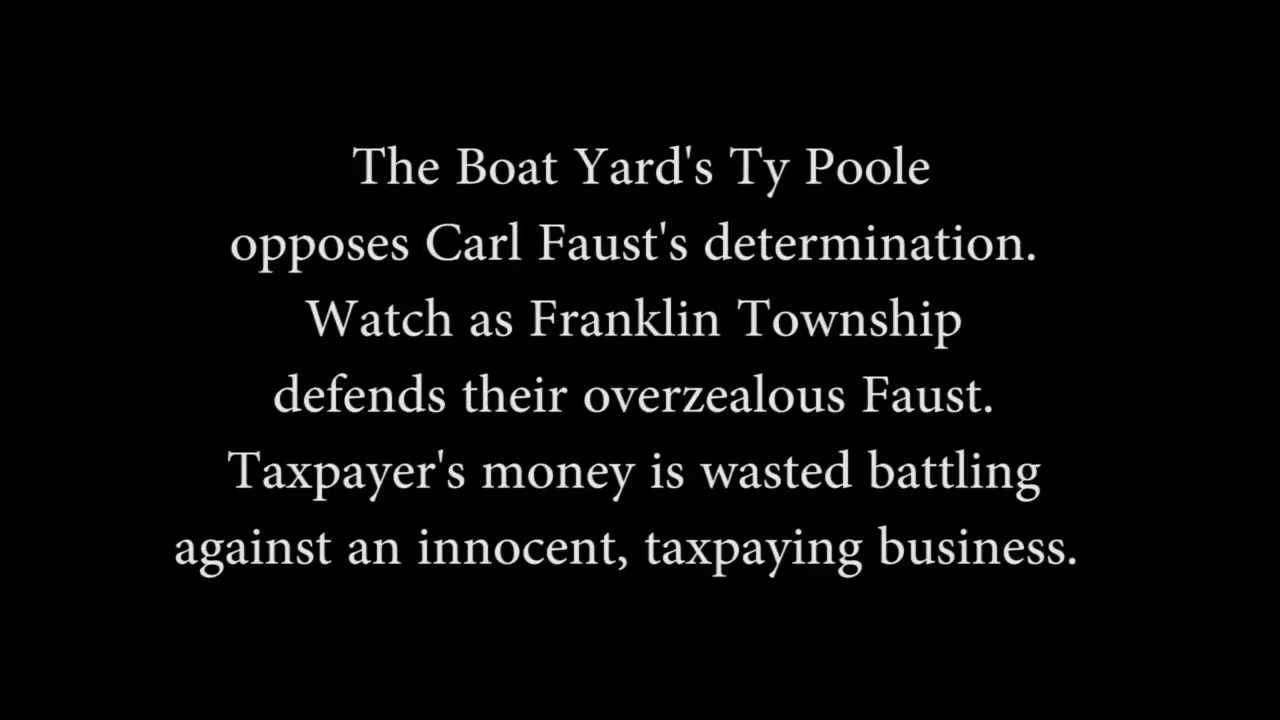 The Boat Yard's Ty Poole
opposes Carl Faust's determination.
Watch as Franklin Township
defends their overzealous Faust.
Taxpayer's money is wasted battling
against an innocent, taxpaying business.